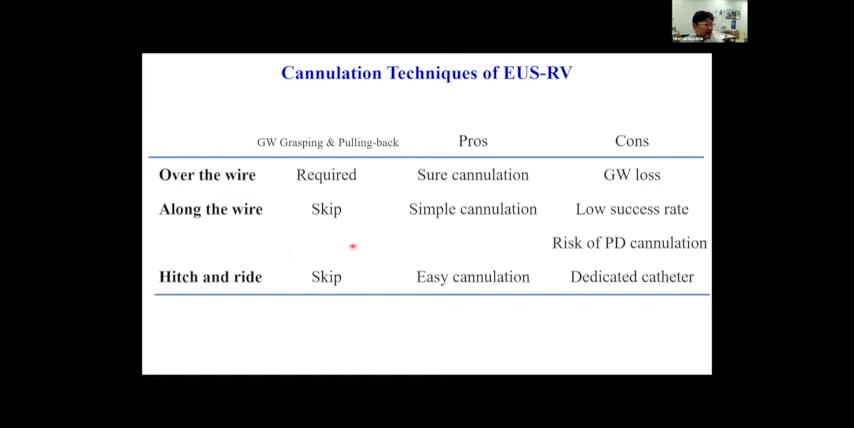 Cannulation Techniques of EUS-RV
GW Grasping & Pulling-back Pros Cons
Over the wire Required Sure cannulation GW loss
Along the wire Skip Simple cannulation Low success rate
Risk of PD cannulation
Hitch and ride Skip Easy cannulation Dedicated catheter